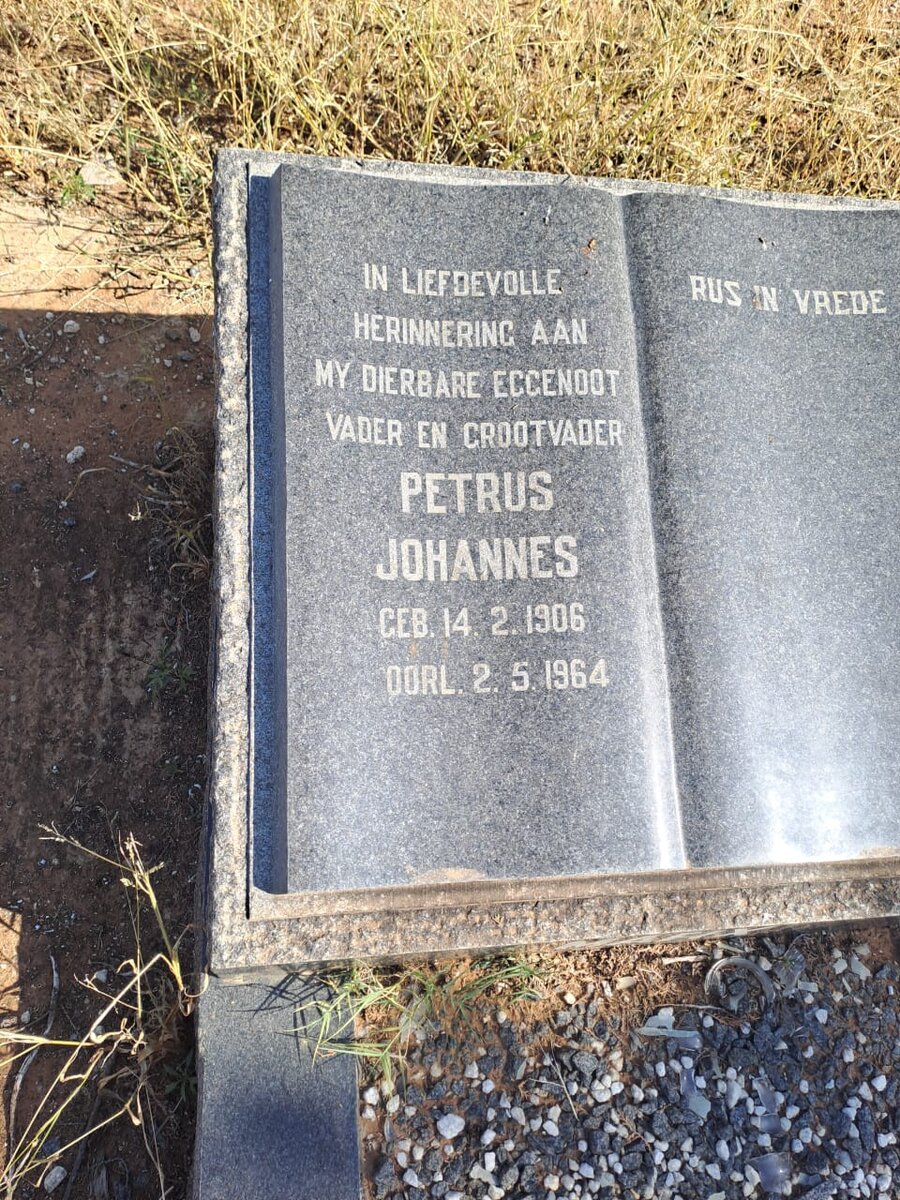 IN LIEFDEVOLLE
HERINNERING AAN
MY DIERBARE EGGENOOT
VADER EN GROOTVADER
PETRUS
JOHANNES
GEB. 14. 2. 1906
OORL. 2. 5. 1964
RUS IN VREDE